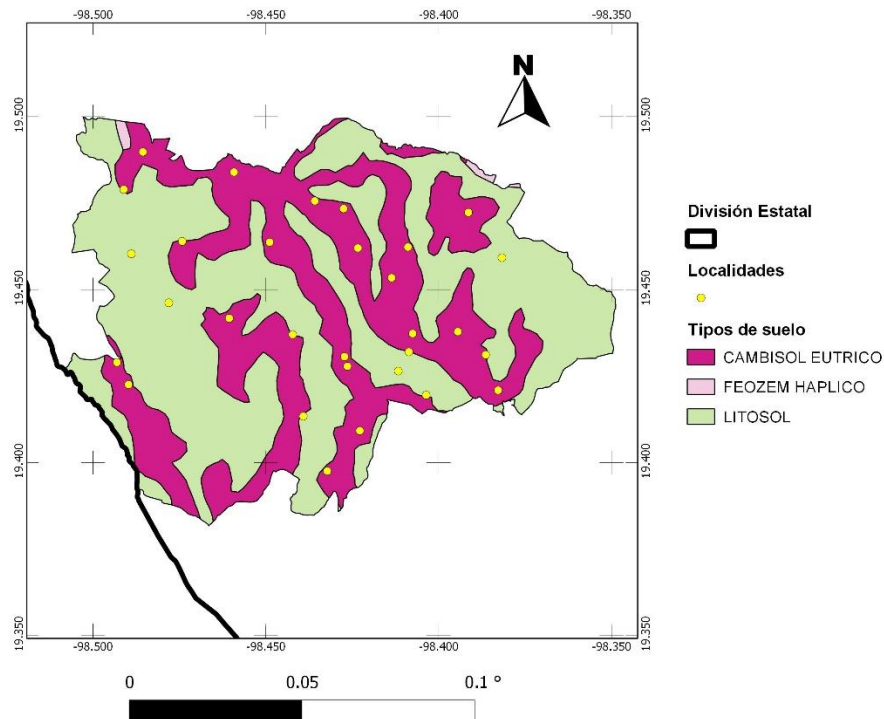 -98.500 -98.450 -98.400 -98.350
N
19.500 19.500
19.450 19.450
19.400 19.400
19.350 19.350
-98.500 -98.450 -98.400 -98.350
División Estatal
Localidades
Tipos de suelo
CAMBISOL EUTRICO
FEOZEM HAPLICO
LITOSOL
0 0.05 0.1 °